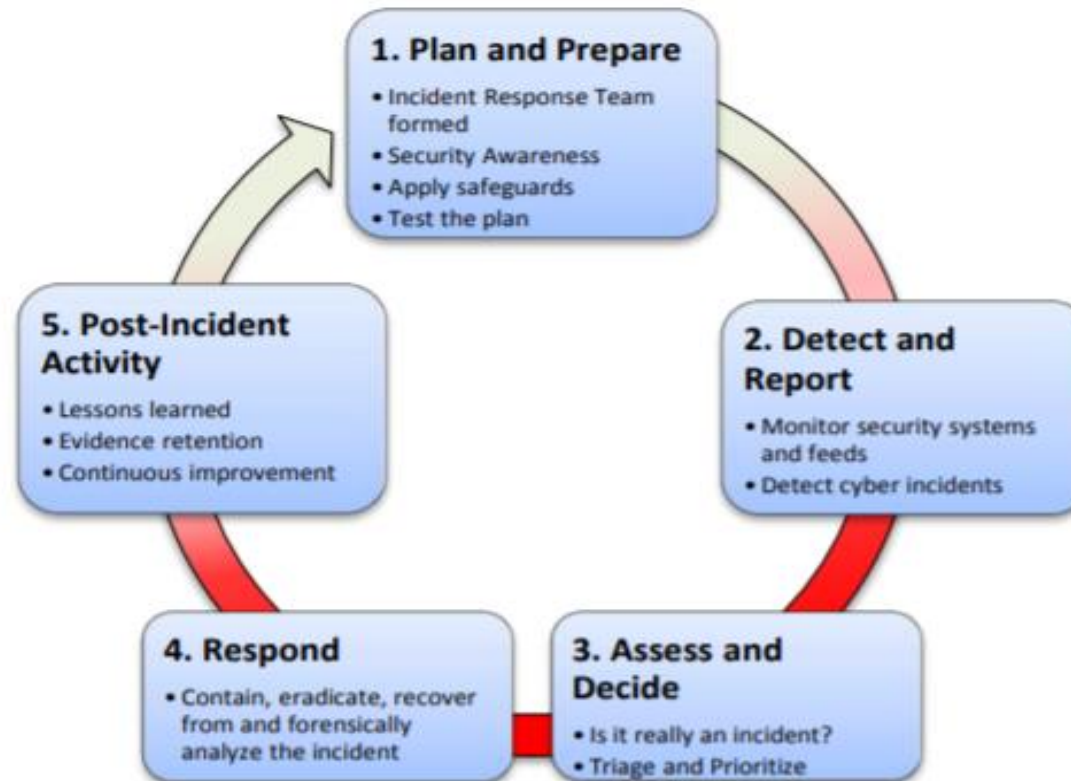 1. Plan and Prepare
• Incident Response Team
formed
• Security Awareness
• Apply safeguards
• Test the plan
2. Detect and
Report
• Monitor security systems
and feeds
• Detect cyber incidents
3. Assess and
Decide
• Is it really an incident?
• Triage and Prioritize
4. Respond
• Contain, eradicate, recover
from and forensically
analyze the incident
5. Post-Incident
Activity
• Lessons learned
• Evidence retention
• Continuous improvement